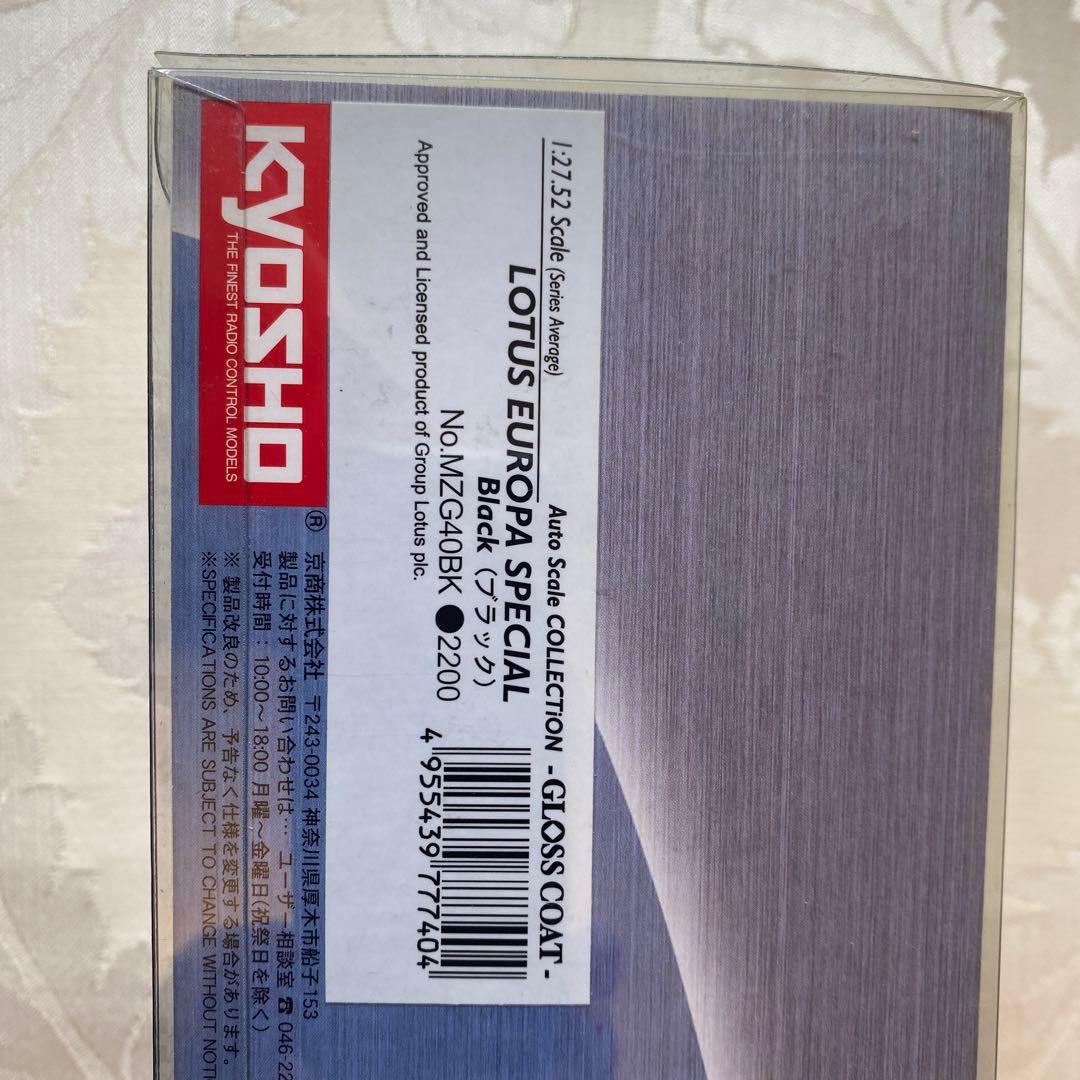 KYOSHO
THE FINEST RADIO CONTROL MODELS
®
1:27.52 Scale (Series Average)
Auto Scale COLLECTiON - GLOSS COAT -
LOTUS EUROPA SPECIAL
Black (ブラック)
No.MZG40BK ●2200
Approved and Licensed product of Group Lotus plc.
4 955439 777404
京商株式会社 〒243-0034 神奈川県厚木市船子153
製品に対するお問い合わせは… ユーザー相談室 ☎ 046-22
受付時間：10:00～18:00 月曜～金曜日(祝祭日を除く)
※ 製品改良のため、予告なく仕様を変更する場合があります。
※SPECIFICATIONS ARE SUBJECT TO CHANGE WITHOUT NOTI